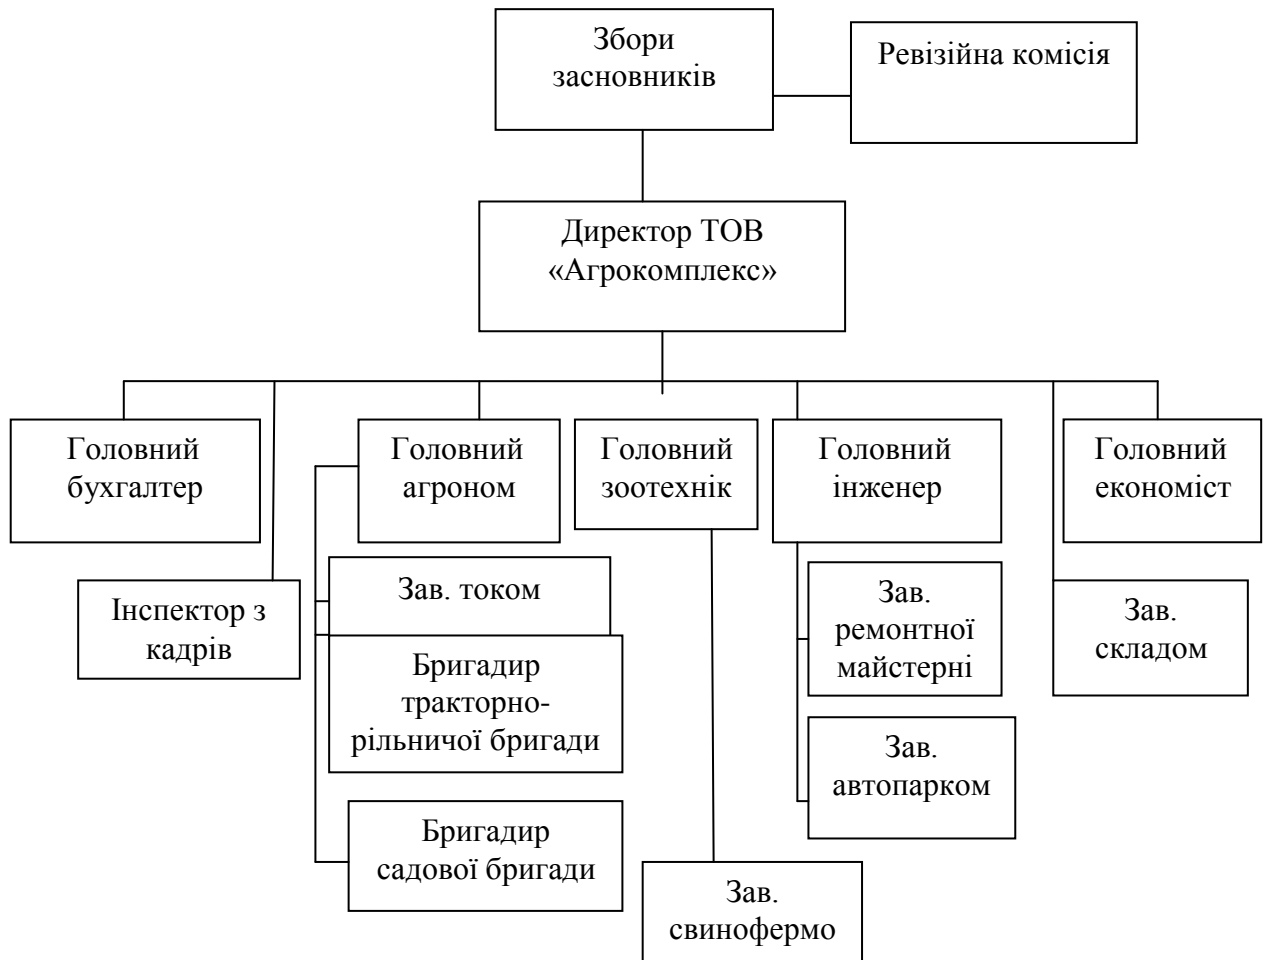 Збори
засновників
Ревізійна комісія
Директор ТОВ
«Агрокомплекс»
Головний
бухгалтер
Головний
агроном
Головний
зоотехнік
Головний
інженер
Головний
економіст
Інспектор з
кадрів
Зав. током
Зав.
ремонтної
майстерні
Зав.
складом
Бригадир
тракторно-
рільничої бригади
Зав.
автопарком
Бригадир
садової бригади
Зав.
свинофермо